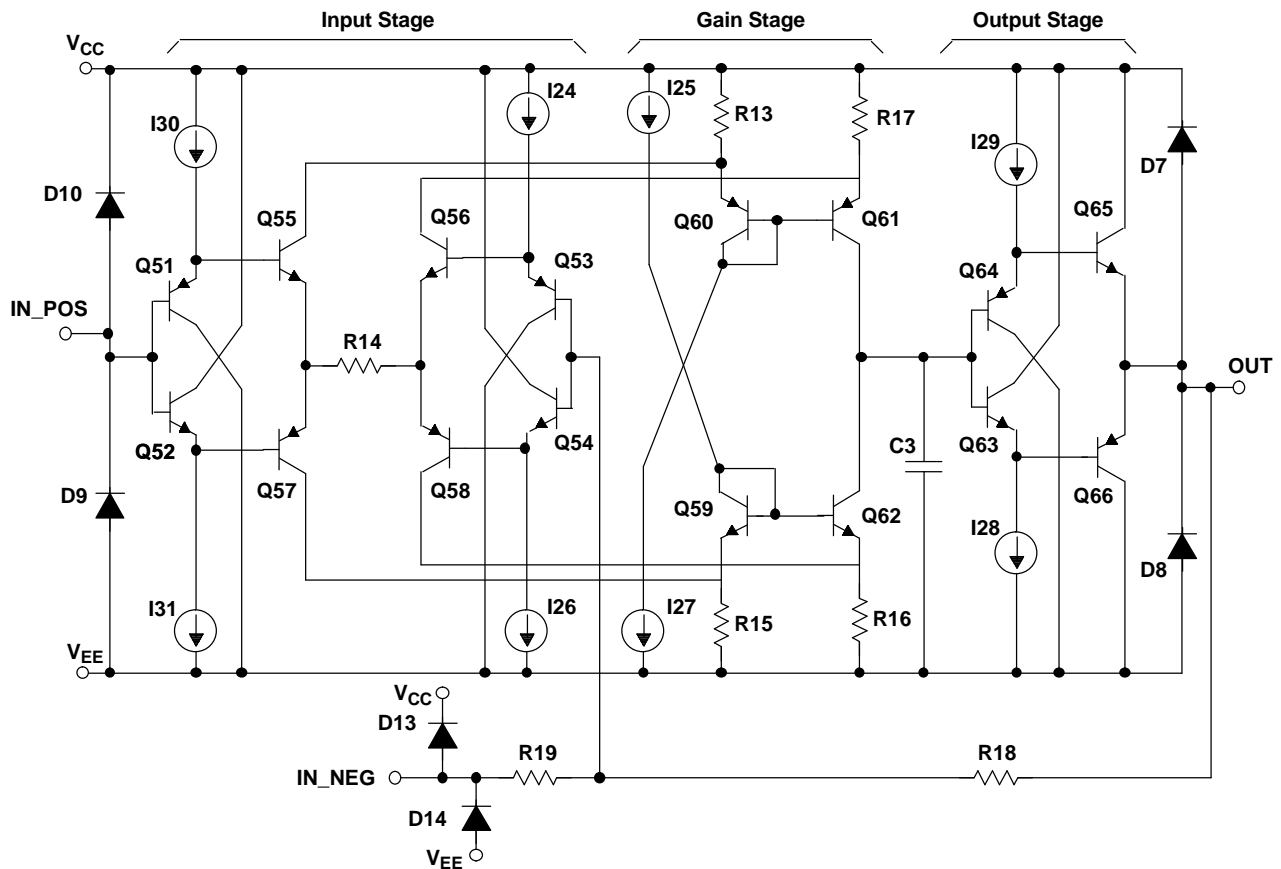 Input Stage
Gain Stage
Output Stage
VCC
I30
I24
I25
R13
R17
I29
D7
D10
Q55
Q56
Q60
Q61
Q65
Q51
Q53
Q64
IN_POS
R14
OUT
Q52
Q54
Q63
C3
D9
Q57
Q58
Q59
Q62
Q66
I28
D8
I31
I26
I27
R15
R16
VEE
VCC
D13
R19
R18
IN_NEG
D14
VEE